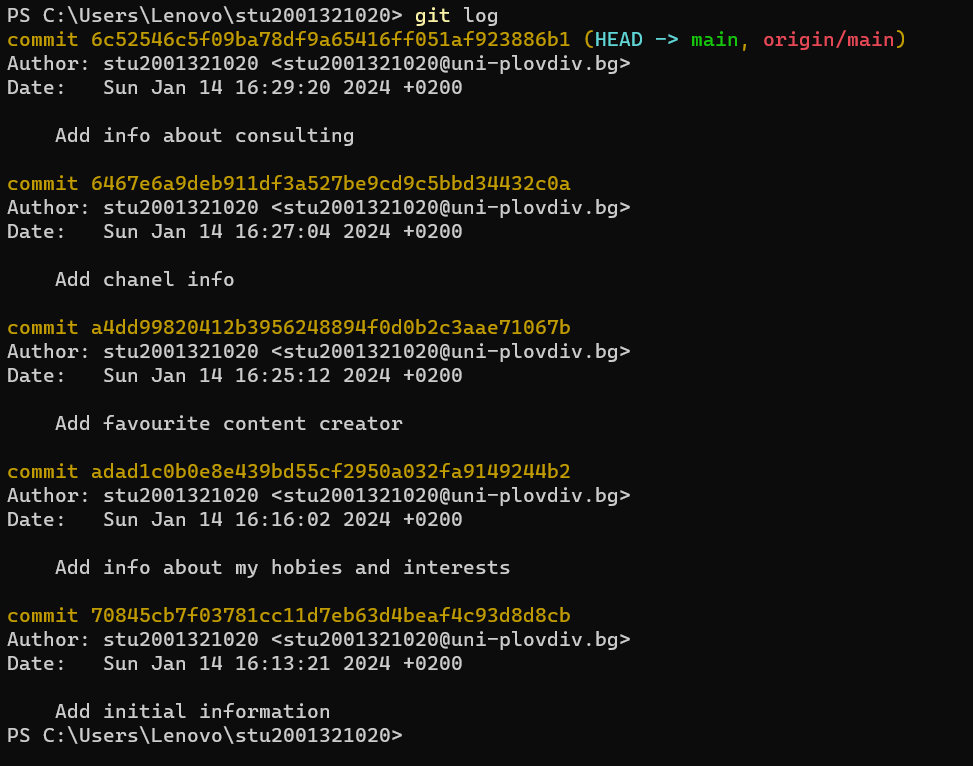 PS C:\Users\Lenovo\stu2001321020> git log
commit 6c52546c5f09ba78df9a65416ff051af923886b1 (HEAD -> main, origin/main)
Author: stu2001321020 <stu2001321020@uni-plovdiv.bg>
Date:   Sun Jan 14 16:29:20 2024 +0200

    Add info about consulting

commit 6467e6a9deb911df3a527be9cd9c5bbd34432c0a
Author: stu2001321020 <stu2001321020@uni-plovdiv.bg>
Date:   Sun Jan 14 16:27:04 2024 +0200

    Add chanel info

commit a4dd99820412b3956248894f0d0b2c3aae71067b
Author: stu2001321020 <stu2001321020@uni-plovdiv.bg>
Date:   Sun Jan 14 16:25:12 2024 +0200

    Add favourite content creator

commit adad1c0b0e8e439bd55cf2950a032fa9149244b2
Author: stu2001321020 <stu2001321020@uni-plovdiv.bg>
Date:   Sun Jan 14 16:16:02 2024 +0200

    Add info about my hobies and interests

commit 70845cb7f03781cc11d7eb63d4beaf4c93d8d8cb
Author: stu2001321020 <stu2001321020@uni-plovdiv.bg>
Date:   Sun Jan 14 16:13:21 2024 +0200

    Add initial information
PS C:\Users\Lenovo\stu2001321020>